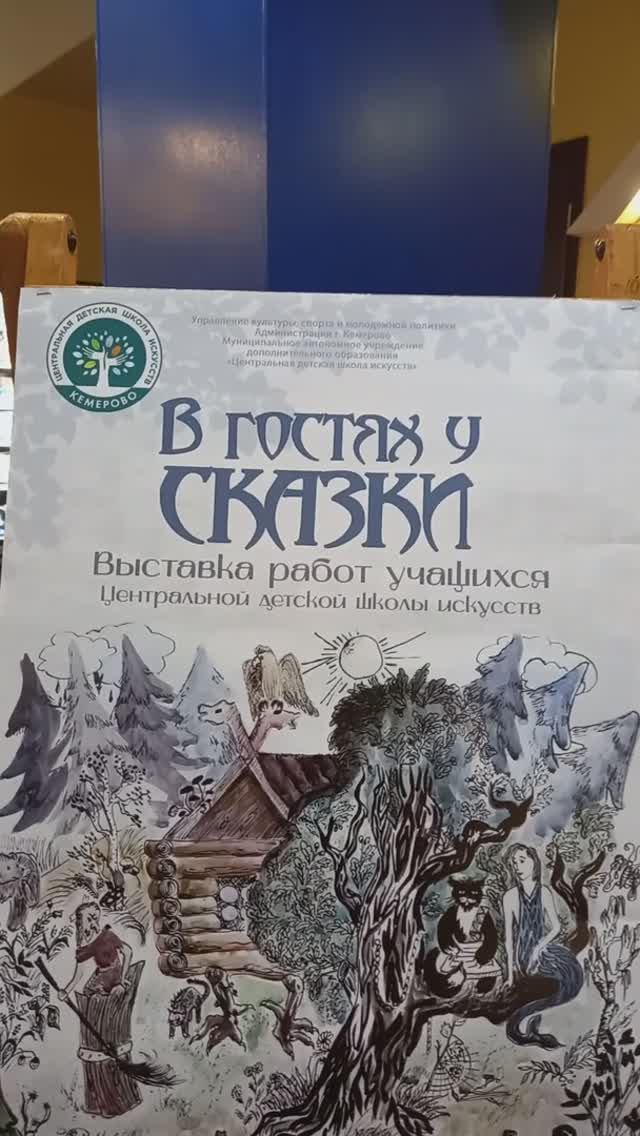 ЦЕНТРАЛЬНАЯ ДЕТСКАЯ ШКОЛА ИСКУССТВ
КЕМЕРОВО
Управление культуры, спорта и молодежной политики
Администрации г. Кемерово
Муниципальное автономное учреждение
дополнительного образования
«Центральная детская школа искусств»
В ГОСТЯХ У
СКАЗКИ
Выставка работ учащихся
Центральной детской школы искусств